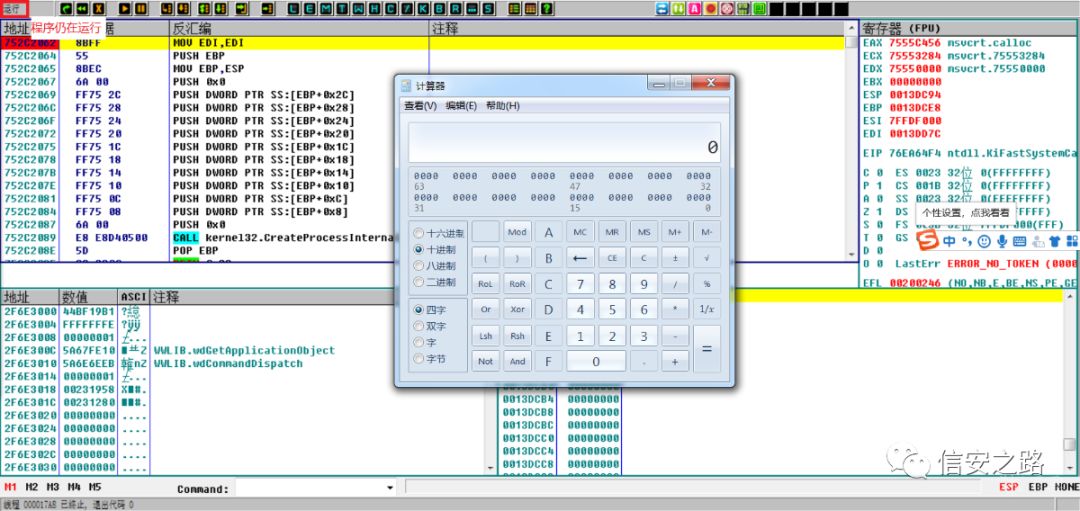 运行
L E M T W H C / K B R ... S
地址 程序仍在运行 据 反汇编 注释
8BFF MOV EDI,EDI
752C2064 55 PUSH EBP
752C2065 8BEC MOV EBP,ESP
752C2067 6A 00 PUSH 0x0
752C2069 FF75 2C PUSH DWORD PTR SS:[EBP+0x2C]
752C206C FF75 28 PUSH DWORD PTR SS:[EBP+0x28]
752C206F FF75 24 PUSH DWORD PTR SS:[EBP+0x24]
752C2072 FF75 20 PUSH DWORD PTR SS:[EBP+0x20]
752C2075 FF75 1C PUSH DWORD PTR SS:[EBP+0x1C]
752C2078 FF75 18 PUSH DWORD PTR SS:[EBP+0x18]
752C207B FF75 14 PUSH DWORD PTR SS:[EBP+0x14]
752C207E FF75 10 PUSH DWORD PTR SS:[EBP+0x10]
752C2081 FF75 0C PUSH DWORD PTR SS:[EBP+0xC]
752C2084 FF75 08 PUSH DWORD PTR SS:[EBP+0x8]
752C2087 6A 00 PUSH 0x0
752C2089 E8 E8D40500 CALL kernel32.CreateProcessInterna
752C208E 5D POP EBP
寄存器 (FPU)
EAX 7555C456 msvcrt.calloc
ECX 75553284 msvcrt.75553284
EDX 75550000 msvcrt.75550000
EBX 00000000
ESP 0013DC94
EBP 0013DCE8
ESI 7FFDF000
EDI 0013DD7C
EIP 76EA64F4 ntdll.KiFastSystemCa
C 0 ES 0023 32位 0(FFFFFFFF)
P 1 CS 001B 32位 0(FFFFFFFF)
A 0 SS 0023 32位 0(FFFFFFFF)
Z 1 DS
个性设置，点我看看
S 0
T 0 GS
中
D 0
O 0 LastErr ERROR_NO_TOKEN (0000
EFL 00200246 (NO,NB,E,BE,NS,PE,GE
计算器
查看(V) 编辑(E) 帮助(H)
0
0000 0000 0000 0000 0000 0000 0000 0000
63 47 32
0000 0000 0000 0000 0000 0000 0000 0000
31 15 0
十六进制 Mod A MC MR MS M+ M-
十进制 ( ) B ← CE C ± √
八进制
二进制 RoL RoR C 7 8 9 / %
四字 Or Xor D 4 5 6 * 1/x
双字
字 Lsh Rsh E 1 2 3 - =
字节 Not And F 0 . +
地址 数值 ASCI 注释
2F6E3000 44BF19B1
2F6E3004 FFFFFFFE ?ÿÿ
2F6E3008 00000001
2F6E300C 5A67FE10 WWLIB.wdGetApplicationObject
2F6E3010 5A6E6EEB WWLIB.wdCommandDispatch
2F6E3014 00000001
2F6E3018 00231958
2F6E301C 00231280
2F6E3020 00000000 ....
2F6E3024 00000000 ....
2F6E3028 00000000 ....
2F6E302C 00000000 ....
2F6E3030 00000000 ....
0013DCB4 00000000
0013DCB8 00000000
0013DCBC 00000000
0013DCC0 00000000
0013DCC4 00000000
0013DCC8 00000000
信安之路
M1 M2 M3 M4 M5 Command: ESP EBP NONE
线程 000017A8 已终止, 退出代码 0